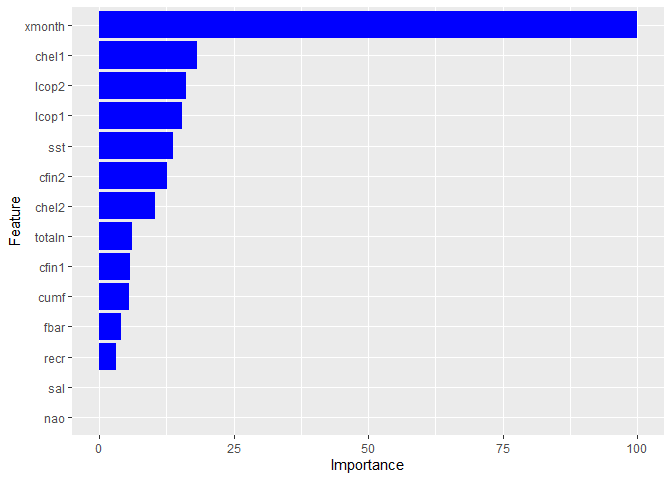 xmonth
chel1
lcop2
lcop1
sst
cfin2
chel2
totaln
cfin1
cumf
fbar
recr
sal
nao
Feature
0 25 50 75 100
Importance